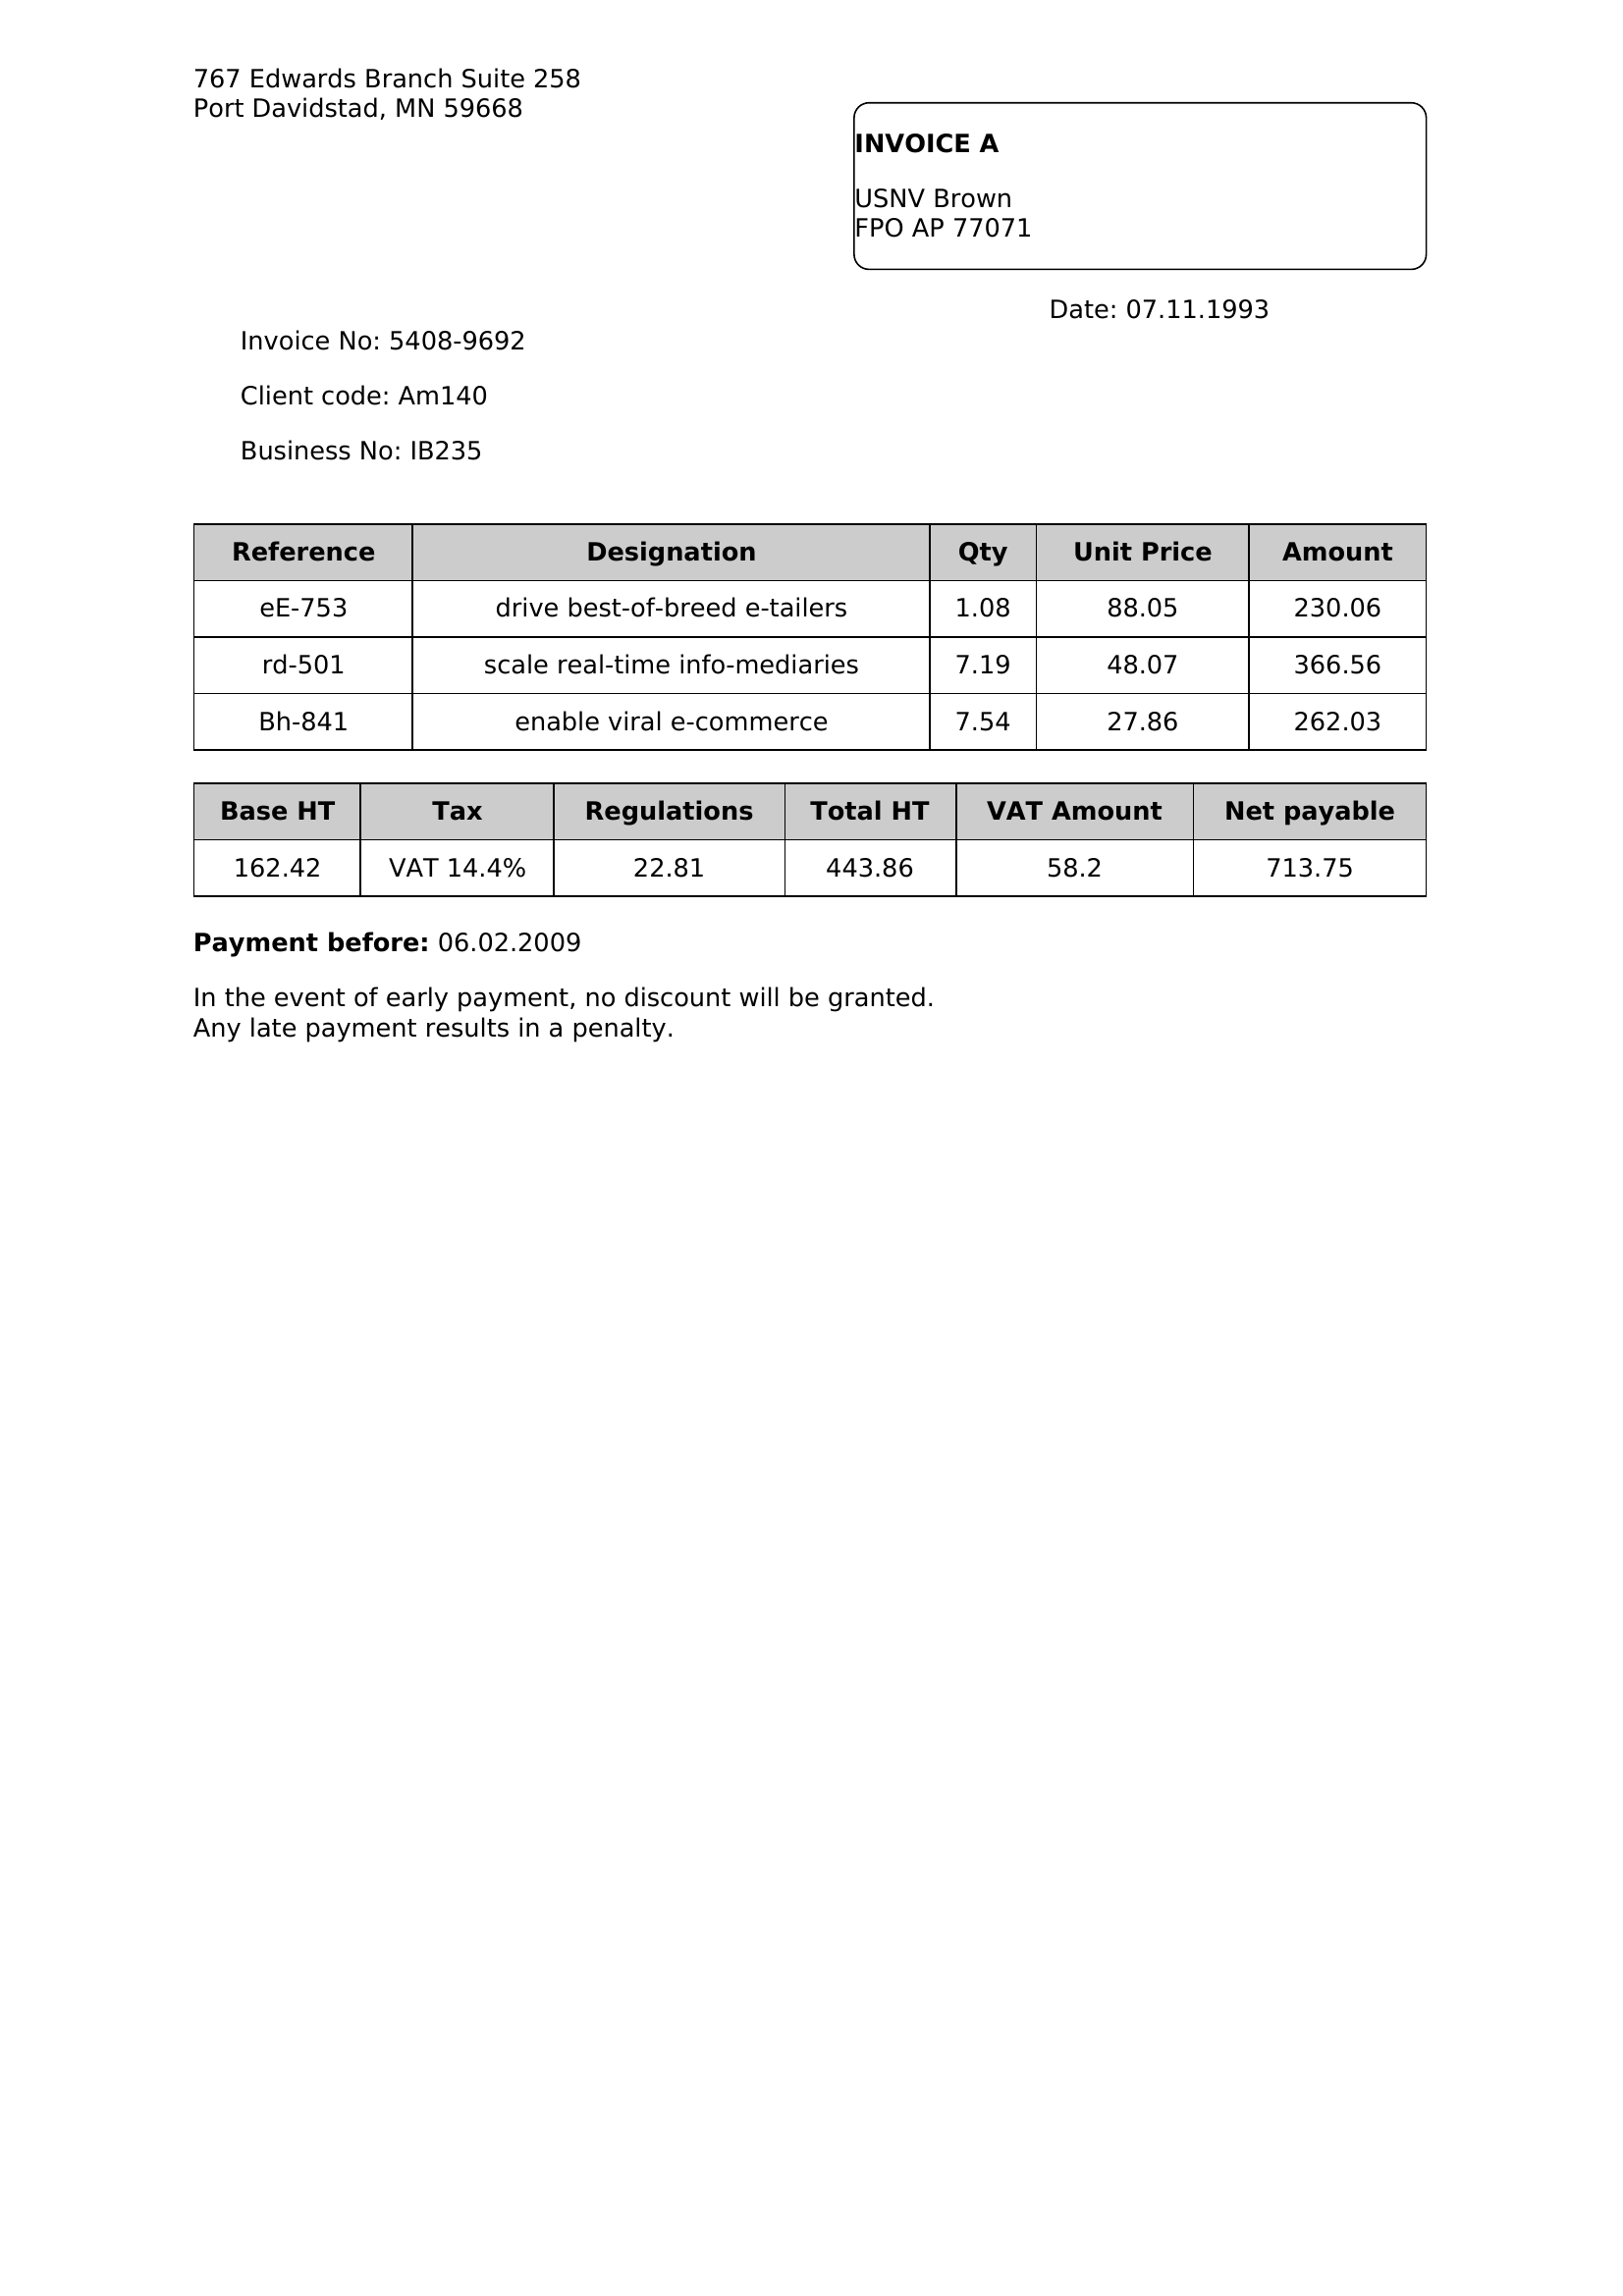 767 Edwards Branch Suite 258
Port Davidstad, MN 59668
INVOICE A
USNV Brown
FPO AP 77071
Date: 07.11.1993
Invoice No: 5408-9692
Client code: Am140
Business No: IB235
Reference Designation Qty Unit Price Amount
eE-753 drive best-of-breed e-tailers 1.08 88.05 230.06
rd-501 scale real-time info-mediaries 7.19 48.07 366.56
Bh-841 enable viral e-commerce 7.54 27.86 262.03
Base HT Tax Regulations Total HT VAT Amount Net payable
162.42 VAT 14.4% 22.81 443.86 58.2 713.75
Payment before: 06.02.2009
In the event of early payment, no discount will be granted.
Any late payment results in a penalty.